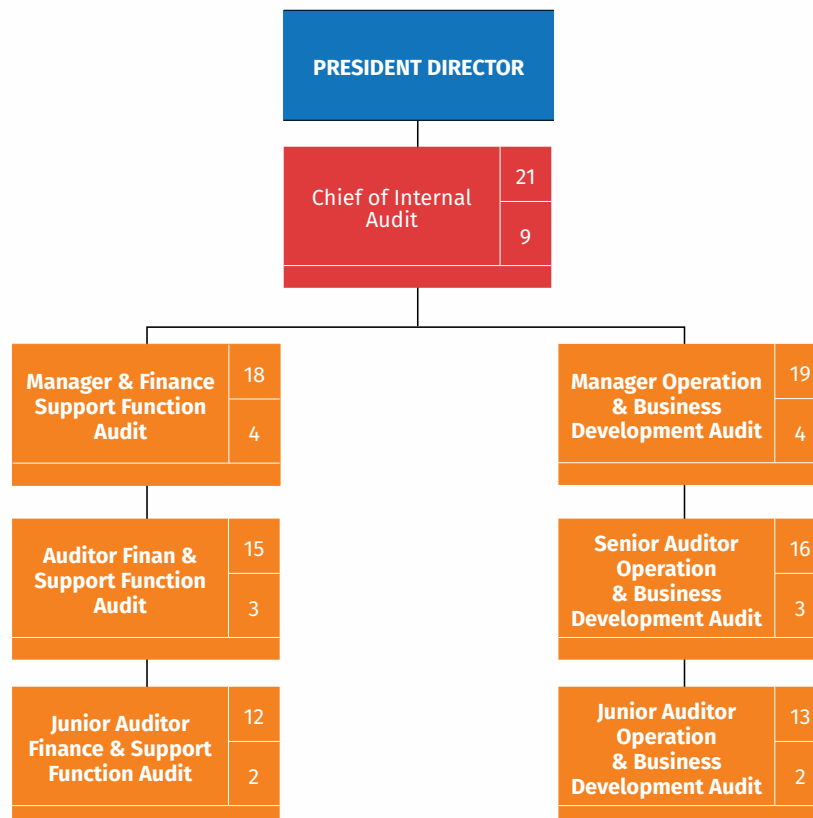 PRESIDENT DIRECTOR
Chief of Internal
Audit
21
9
Manager & Finance
Support Function
Audit
18
4
Manager Operation
& Business
Development Audit
19
4
Auditor Finan &
Support Function
Audit
15
3
Senior Auditor
Operation
& Business
Development Audit
16
3
Junior Auditor
Finance & Support
Function Audit
12
2
Junior Auditor
Operation
& Business
Development Audit
13
2